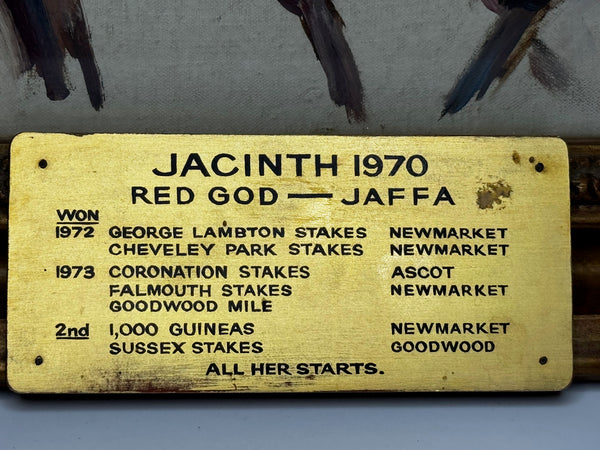 JACINTH 1970
RED GOD — JAFFA
WON
1972 GEORGE LAMBTON STAKES NEWMARKET
CHEVELEY PARK STAKES NEWMARKET
1973 CORONATION STAKES ASCOT
FALMOUTH STAKES NEWMARKET
GOODWOOD MILE
2nd 1,000 GUINEAS NEWMARKET
SUSSEX STAKES GOODWOOD
ALL HER STARTS.